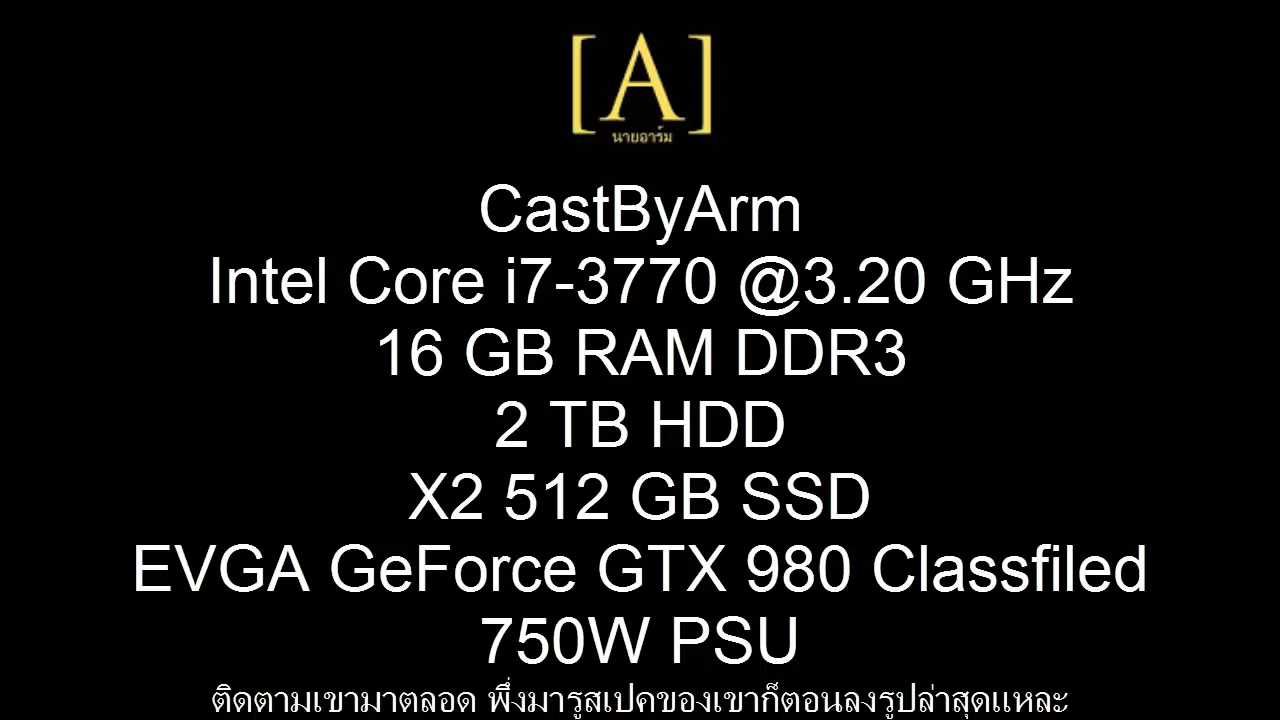 [A]
นายอาร์ม
CastByArm
Intel Core i7-3770 @3.20 GHz
16 GB RAM DDR3
2 TB HDD
X2 512 GB SSD
EVGA GeForce GTX 980 Classfiled
750W PSU
ติดตามเขามาตลอด พึ่งมารูสเปคของเขาก็ตอนลงรูปล่าสุดแหละ